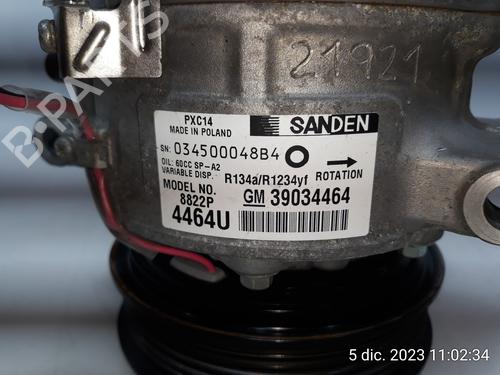 21921
PXC14
MADE IN POLAND
SANDEN
SN: 034500048B4
OIL: 60CC SP-A2
VARIABLE DISP.
R134a/R1234yf
ROTATION
MODEL NO.
8822P
GM 39034464
4464U
B-PARTS
5 dic. 2023 11:02:34